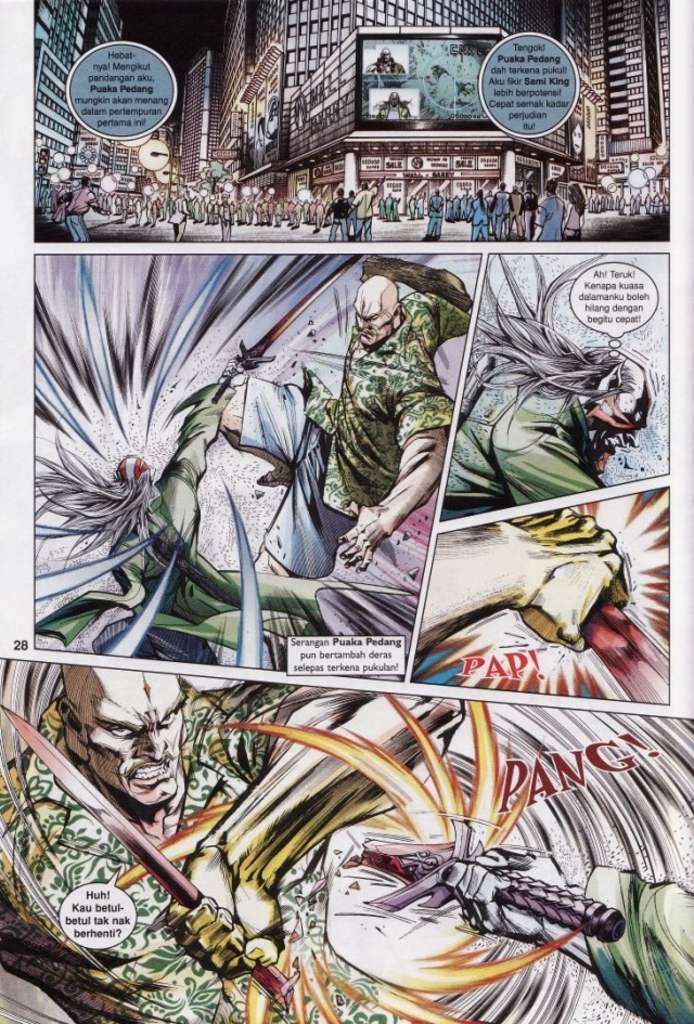 Hebat-
nya! Mengikut
pandangan aku,
Puaka Pedang
mungkin akan menang
dalam pertempuran
pertama ini!
Tengok!
Puaka Pedang
dah terkena pukul!
Aku fikir Sami King
lebih berpotensi!
Cepat semak kadar
perjudian
itu!
SALE
SALE
SALE
Ah! Teruk!
Kenapa kuasa
dalamanku boleh
hilang dengan
begitu cepat!
Serangan Puaka Pedang
pun bertambah deras
selepas terkena pukulan!
PAP!
28
PANG!
Huh!
Kau betul-
betul tak nak
berhenti?